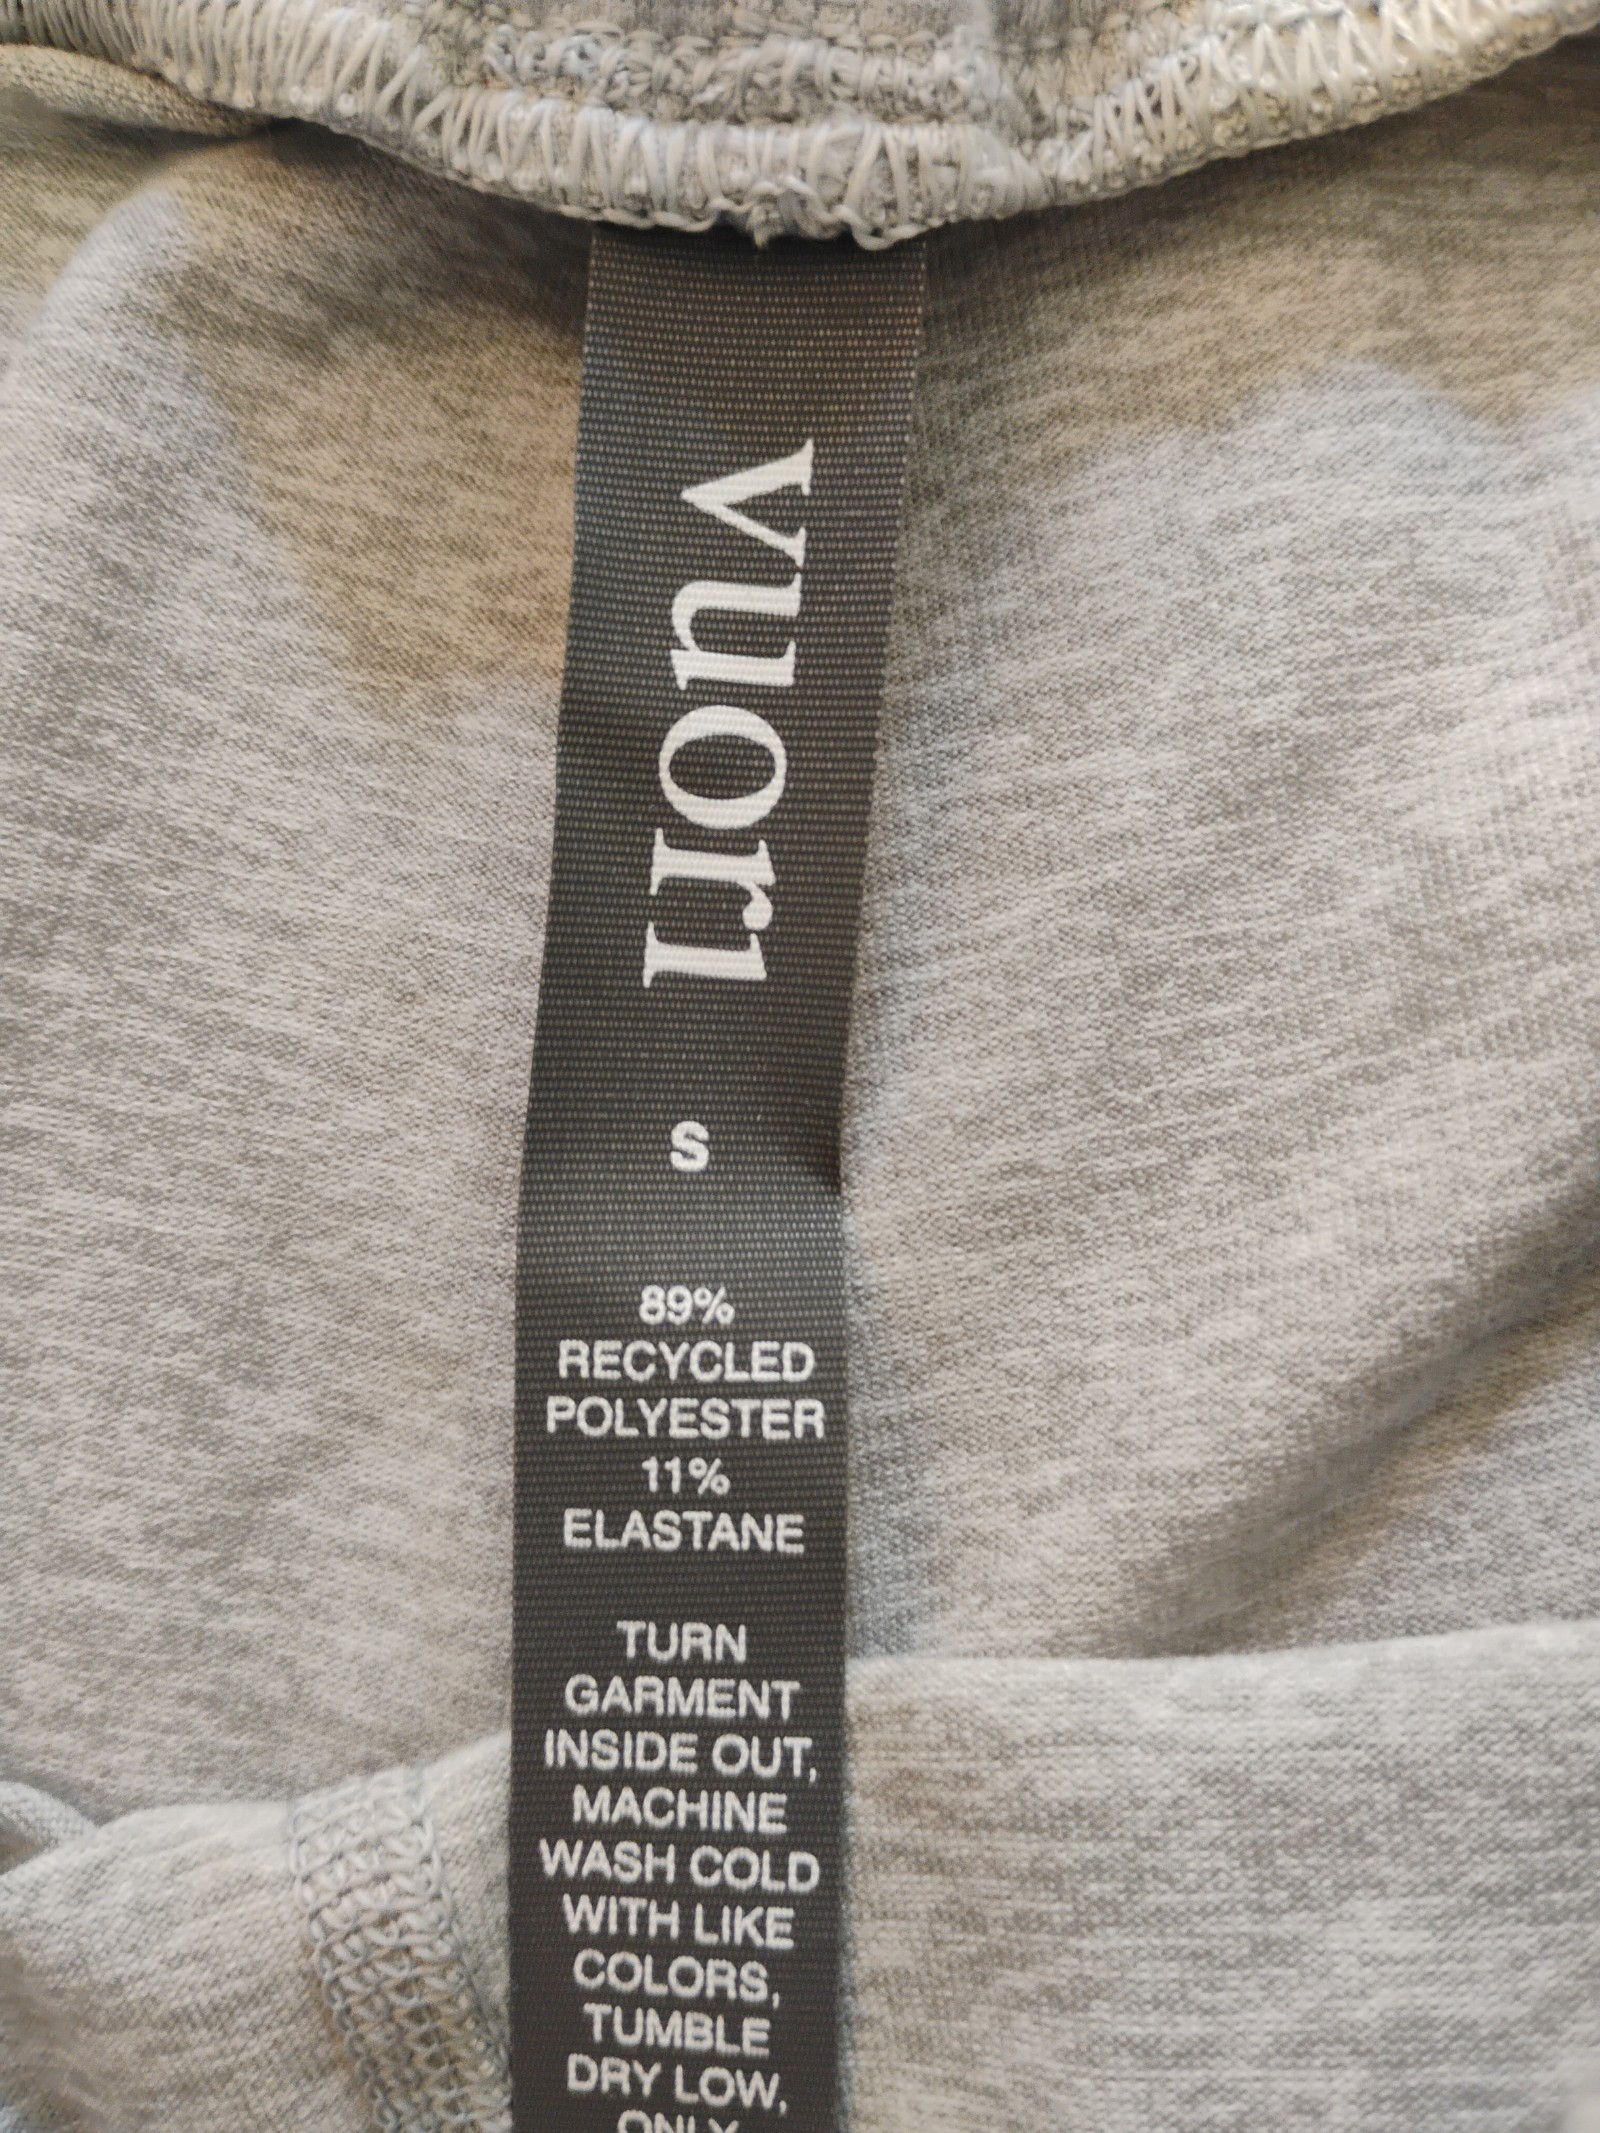 vuori
S
89%
RECYCLED
POLYESTER
11%
ELASTANE
TURN
GARMENT
INSIDE OUT,
MACHINE
WASH COLD
WITH LIKE
COLORS,
TUMBLE
DRY LOW,
ONLY